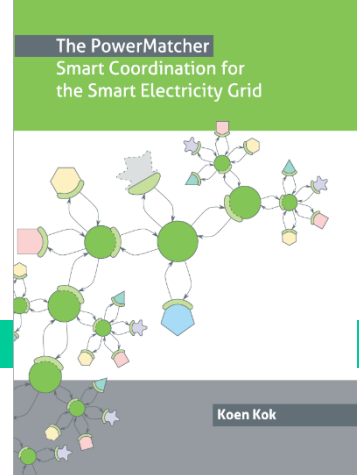 The PowerMatcher
Smart Coordination for
the Smart Electricity Grid
Koen Kok